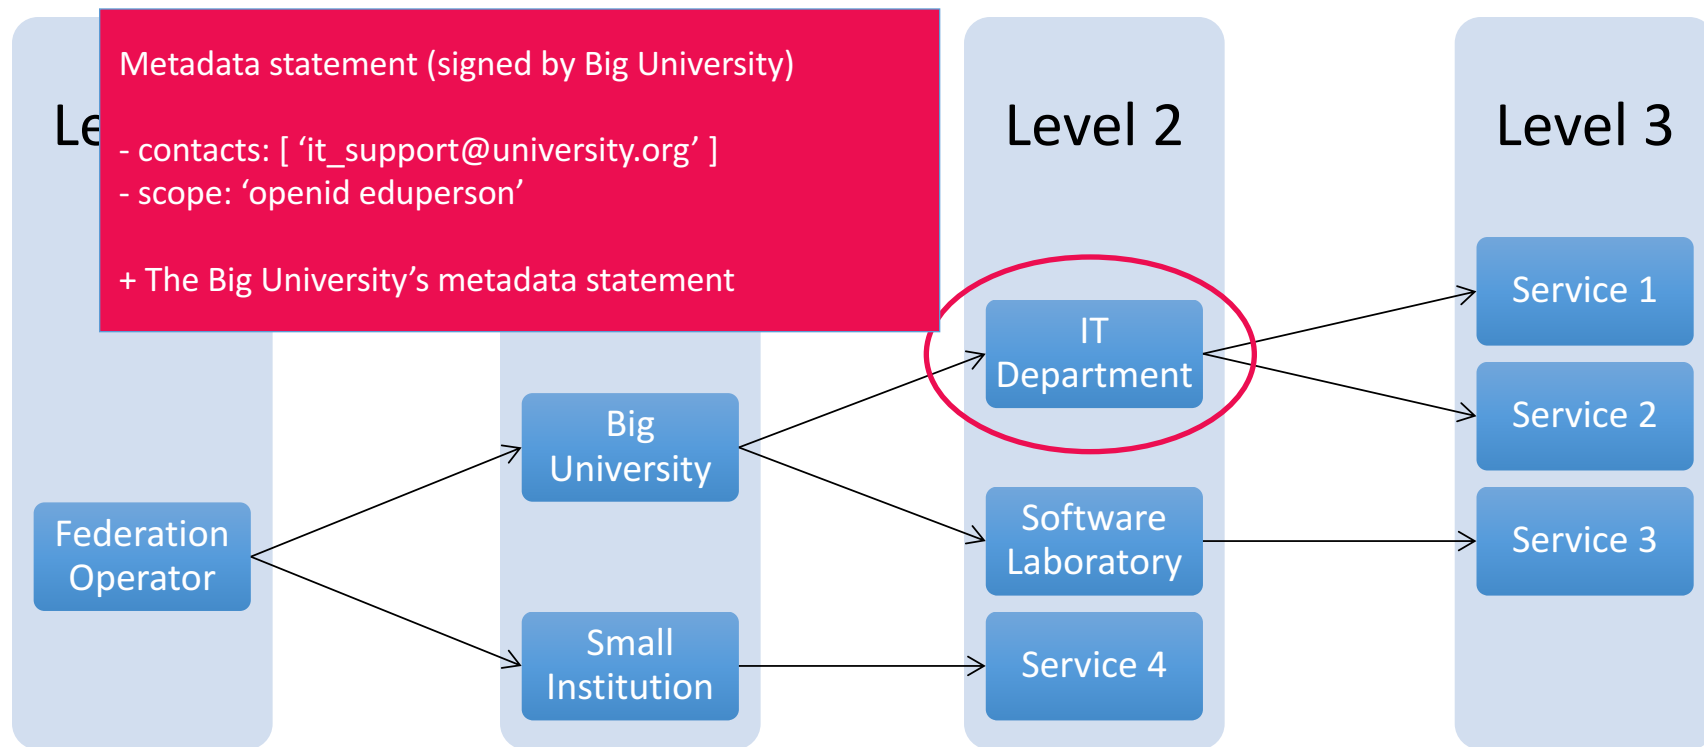 Metadata statement (signed by Big University)
- contacts: [ ‘it_support@university.org’ ]
- scope: ‘openid eduperson’
+ The Big University’s metadata statement
Le
Level 2
Level 3
Federation
Operator
Big
University
Small
Institution
IT
Department
Software
Laboratory
Service 4
Service 1
Service 2
Service 3